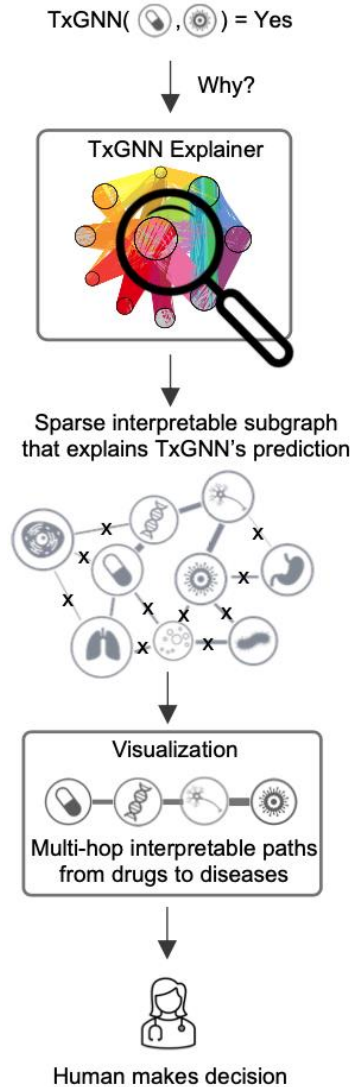 TxGNN( , ) = Yes
Why?
TxGNN Explainer
Sparse interpretable subgraph
that explains TxGNN's prediction
x
x
x
x
x
x
x
x
x
x
Visualization
Multi-hop interpretable paths
from drugs to diseases
Human makes decision